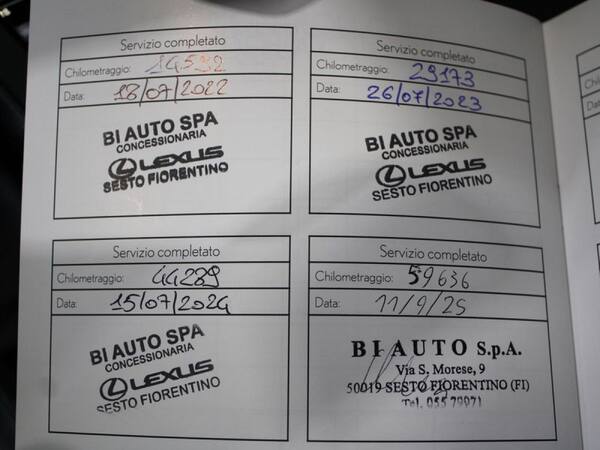 Servizio completato
Chilometraggio: 14532
Data: 18/07/2022
BI AUTO SPA
CONCESSIONARIA
LEXUS
SESTO FIORENTINO
Servizio completato
Chilometraggio: 29173
Data: 26/07/2023
BI AUTO SPA
CONCESSIONARIA
LEXUS
SESTO FIORENTINO
Servizio completato
Chilometraggio: 44289
Data: 15/07/2024
BI AUTO SPA
CONCESSIONARIA
LEXUS
SESTO FIORENTINO
Servizio completato
Chilometraggio: 59636
Data: 11/9/25
BI AUTO S.p.A.
Via S. Morese, 9
50019 SESTO FIORENTINO (FI)
Tel. 055 79971